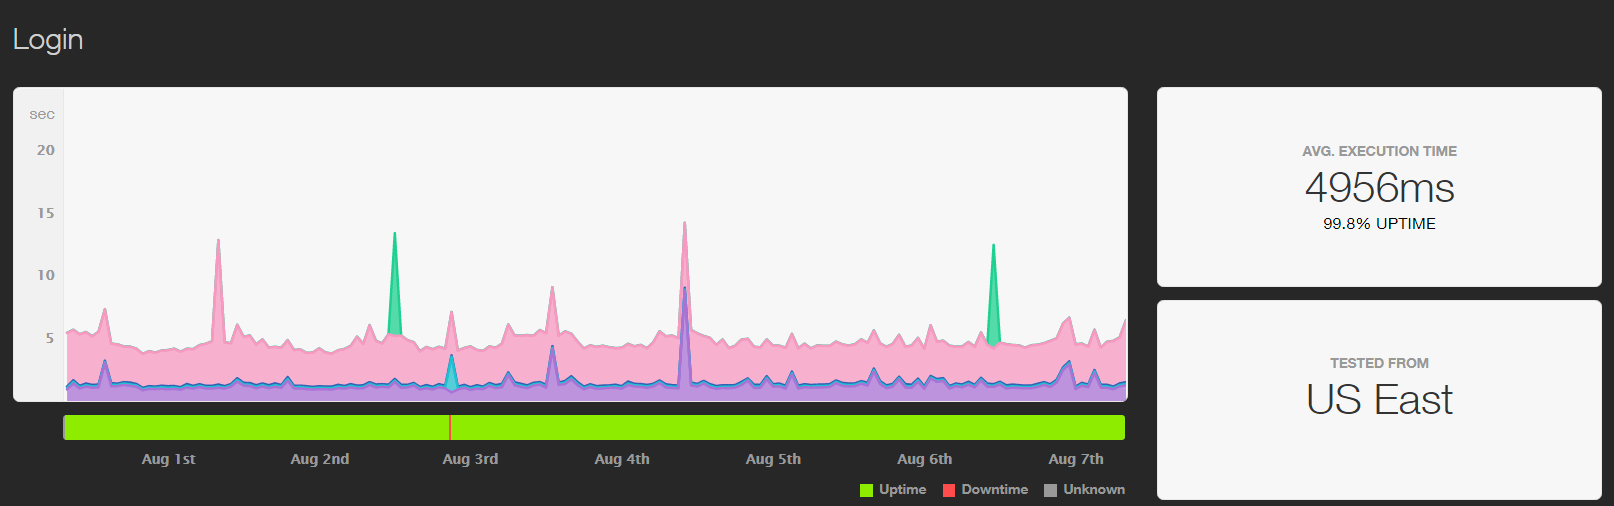 Login
sec
20
15
10
5
Aug 1st Aug 2nd Aug 3rd Aug 4th Aug 5th Aug 6th Aug 7th
Uptime Downtime Unknown
AVG. EXECUTION TIME
4956ms
99.8% UPTIME
TESTED FROM
US East